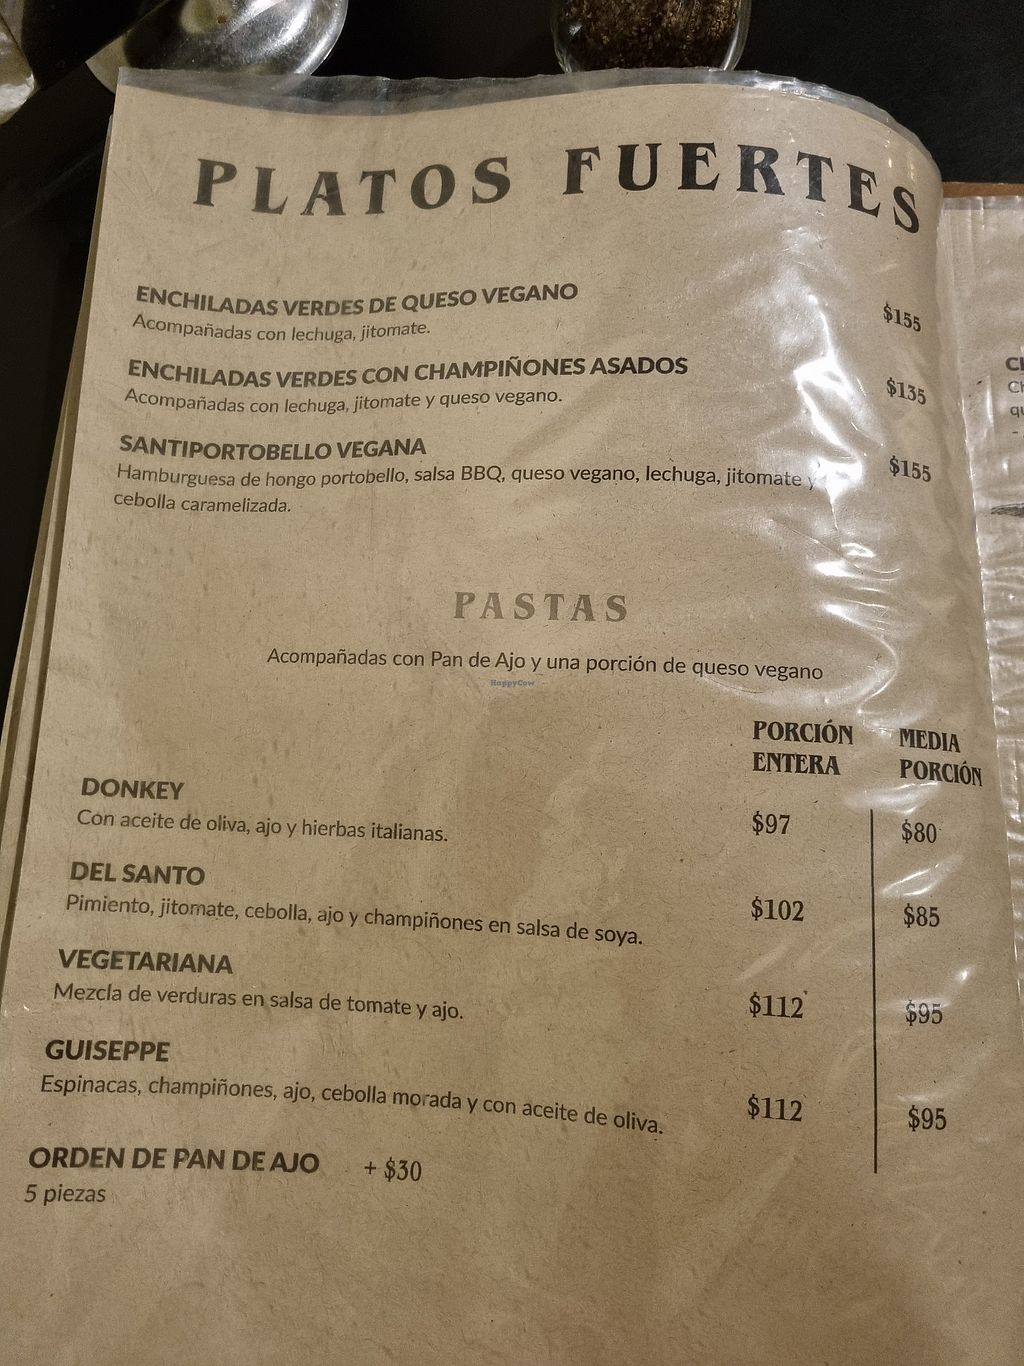 PLATOS FUERTES
ENCHILADAS VERDES DE QUESO VEGANO
$155
Acompañadas con lechuga, jitomate.
ENCHILADAS VERDES CON CHAMPIÑONES ASADOS
$135
Acompañadas con lechuga, jitomate y queso vegano.
SANTIPORTOBELLO VEGANA
$155
Hamburguesa de hongo portobello, salsa BBQ, queso vegano, lechuga, jitomate y
cebolla caramelizada.
PASTAS
Acompañadas con Pan de Ajo y una porción de queso vegano
HappyCow
PORCIÓN ENTERA
MEDIA PORCIÓN
DONKEY
Con aceite de oliva, ajo y hierbas italianas.
$97 $80
DEL SANTO
Pimiento, jitomate, cebolla, ajo y champiñones en salsa de soya.
$102 $85
VEGETARIANA
Mezcla de verduras en salsa de tomate y ajo.
$112 $95
GUISEPPE
Espinacas, champiñones, ajo, cebolla morada y con aceite de oliva.
$112 $95
ORDEN DE PAN DE AJO + $30
5 piezas